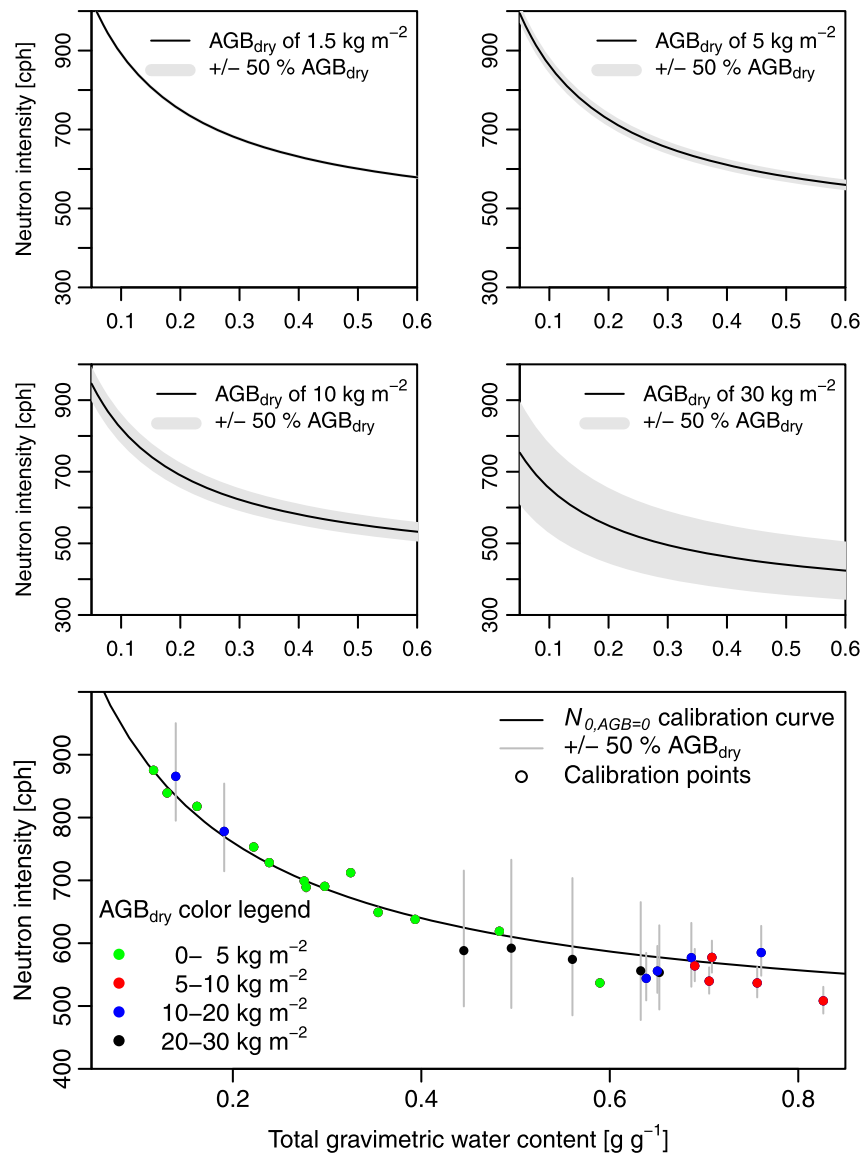 AGBdry of 1.5 kg m−2
+/− 50 % AGBdry
Neutron intensity [cph]
300 500 700 900
0.1 0.2 0.3 0.4 0.5 0.6
AGBdry of 5 kg m−2
+/− 50 % AGBdry
300 500 700 900
0.1 0.2 0.3 0.4 0.5 0.6
AGBdry of 10 kg m−2
+/− 50 % AGBdry
Neutron intensity [cph]
300 500 700 900
0.1 0.2 0.3 0.4 0.5 0.6
AGBdry of 30 kg m−2
+/− 50 % AGBdry
300 500 700 900
0.1 0.2 0.3 0.4 0.5 0.6
N0,AGB=0 calibration curve
+/− 50 % AGBdry
Calibration points
Neutron intensity [cph]
400 500 600 700 800 900
AGBdry color legend
0− 5 kg m−2
5−10 kg m−2
10−20 kg m−2
20−30 kg m−2
0.2 0.4 0.6 0.8
Total gravimetric water content [g g−1]